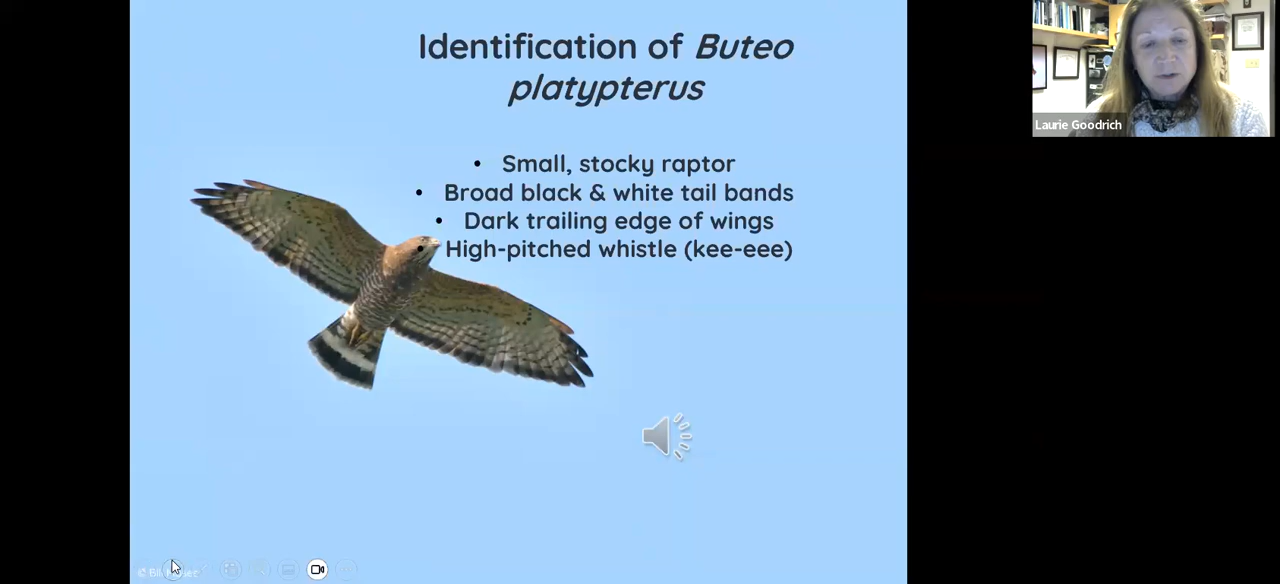 Identification of Buteo
platypterus
• Small, stocky raptor
• Broad black & white tail bands
• Dark trailing edge of wings
• High-pitched whistle (kee-eee)
Laurie Goodrich